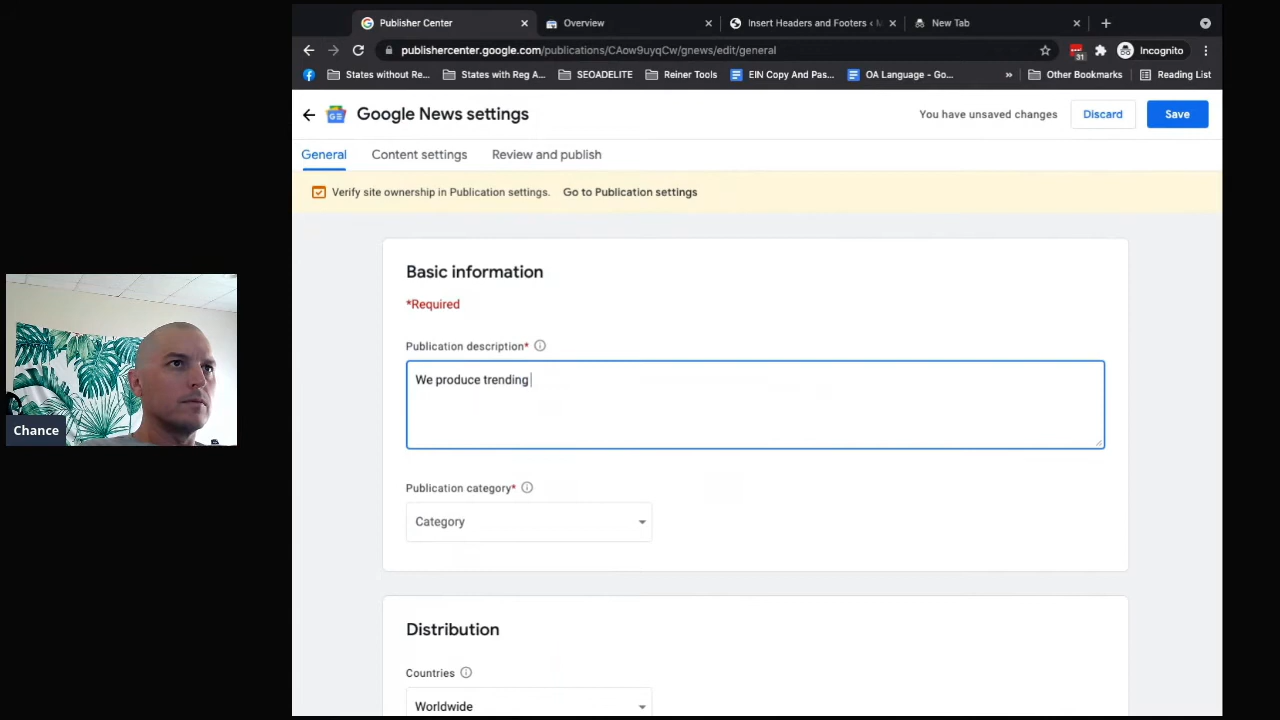 Publisher Center
Overview
Insert Headers and Footers ‹ M
New Tab
publishercenter.google.com/publications/CAow9uyqCw/gnews/edit/general
31
Incognito
States without Re...
States with Reg A...
SEOADELITE
Reiner Tools
EIN Copy And Pas...
OA Language - Go...
»
Other Bookmarks
Reading List
Google News settings
You have unsaved changes
Discard
Save
General
Content settings
Review and publish
Verify site ownership in Publication settings. Go to Publication settings
Basic information
*Required
Publication description*
We produce trending
Publication category*
Category
Distribution
Countries
Worldwide
Chance